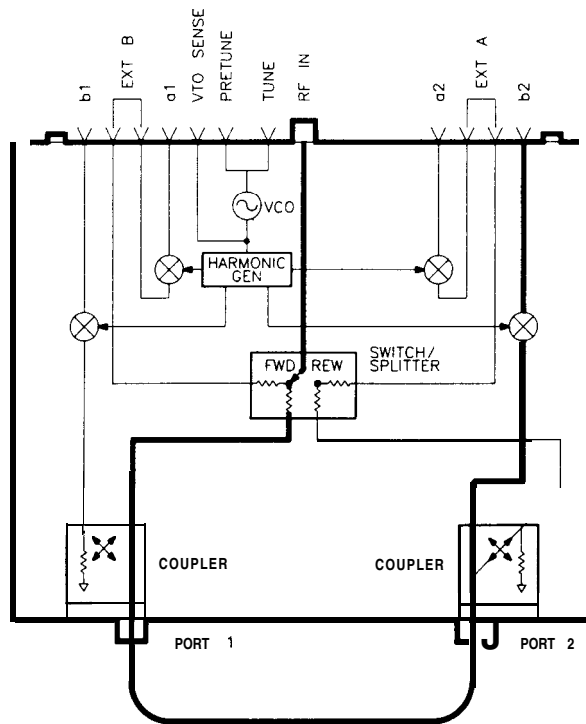 b1
EXT B
a1
VTO SENSE
PRETUNE
TUNE
RF IN
a2
EXT A
b2
VCO
HARMONIC
GEN
FWD REW
SWITCH/
SPLITTER
COUPLER
COUPLER
PORT 1
PORT 2